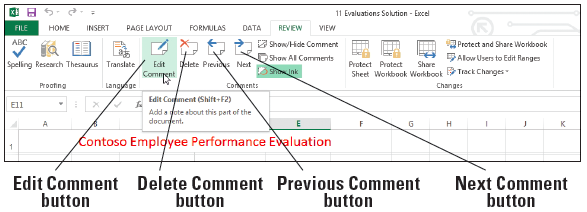 11 Evaluations Solution - Excel
FILE HOME INSERT PAGE LAYOUT FORMULAS DATA REVIEW VIEW
ABC
Spelling Research Thesaurus
Translate
Edit Comment
Delete Previous Next
Show/Hide Comment
Show All Comments
Show Ink
Protect Sheet
Protect Workbook
Share Workbook
Protect and Share Workbook
Allow Users to Edit Ranges
Track Changes
Proofing Language Comments Changes
E11
Edit Comment (Shift+F2)
Add a note about this part of the
document.
A B E F G H I J K
1 Contoso Employee Performance Evaluation
Edit Comment button
Delete Comment button
Previous Comment button
Next Comment button